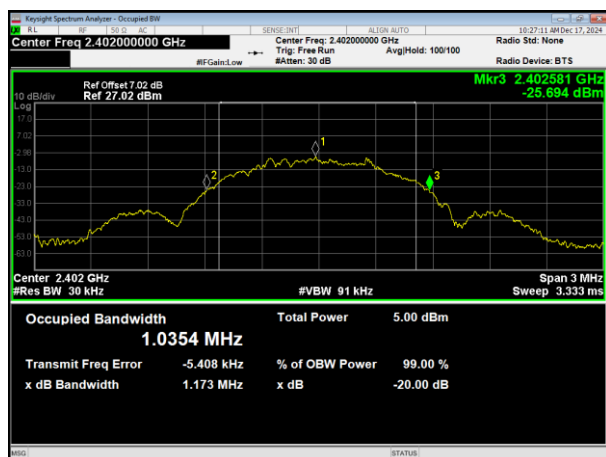 Keysight Spectrum Analyzer - Occupied BW
RL RF 50 Ω AC SENSE:INT ALIGN AUTO 10:27:11 AM Dec 17, 2024
Center Freq 2.402000000 GHz Center Freq: 2.402000000 GHz Radio Std: None
Trig: Free Run Avg|Hold: 100/100
#IFGain:Low #Atten: 30 dB Radio Device: BTS
Ref Offset 7.02 dB Mkr3 2.402581 GHz
10 dB/div Ref 27.02 dBm -25.694 dBm
Log
17.0
7.02
-2.98
-13.0
-23.0
-33.0
-43.0
-53.0
-63.0
1
2
3
Center 2.402 GHz Span 3 MHz
#Res BW 30 kHz #VBW 91 kHz Sweep 3.333 ms
Occupied Bandwidth Total Power 5.00 dBm
1.0354 MHz
Transmit Freq Error -5.408 kHz % of OBW Power 99.00 %
x dB Bandwidth 1.173 MHz x dB -20.00 dB
MSG STATUS